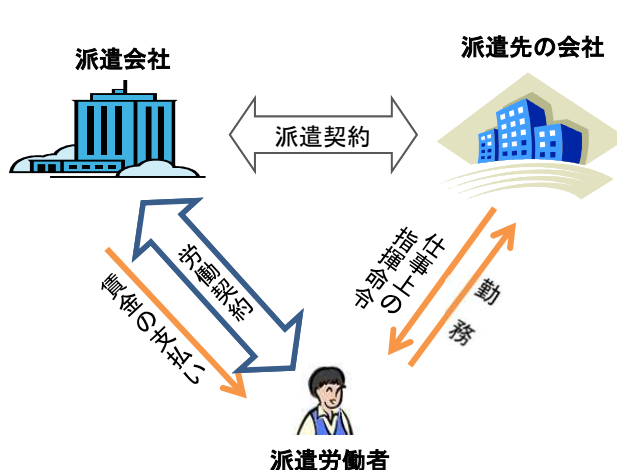 派遣会社
派遣先の会社
派遣契約
労働契約
賃金の支払い
仕事上の
指揮命令
勤務
派遣労働者